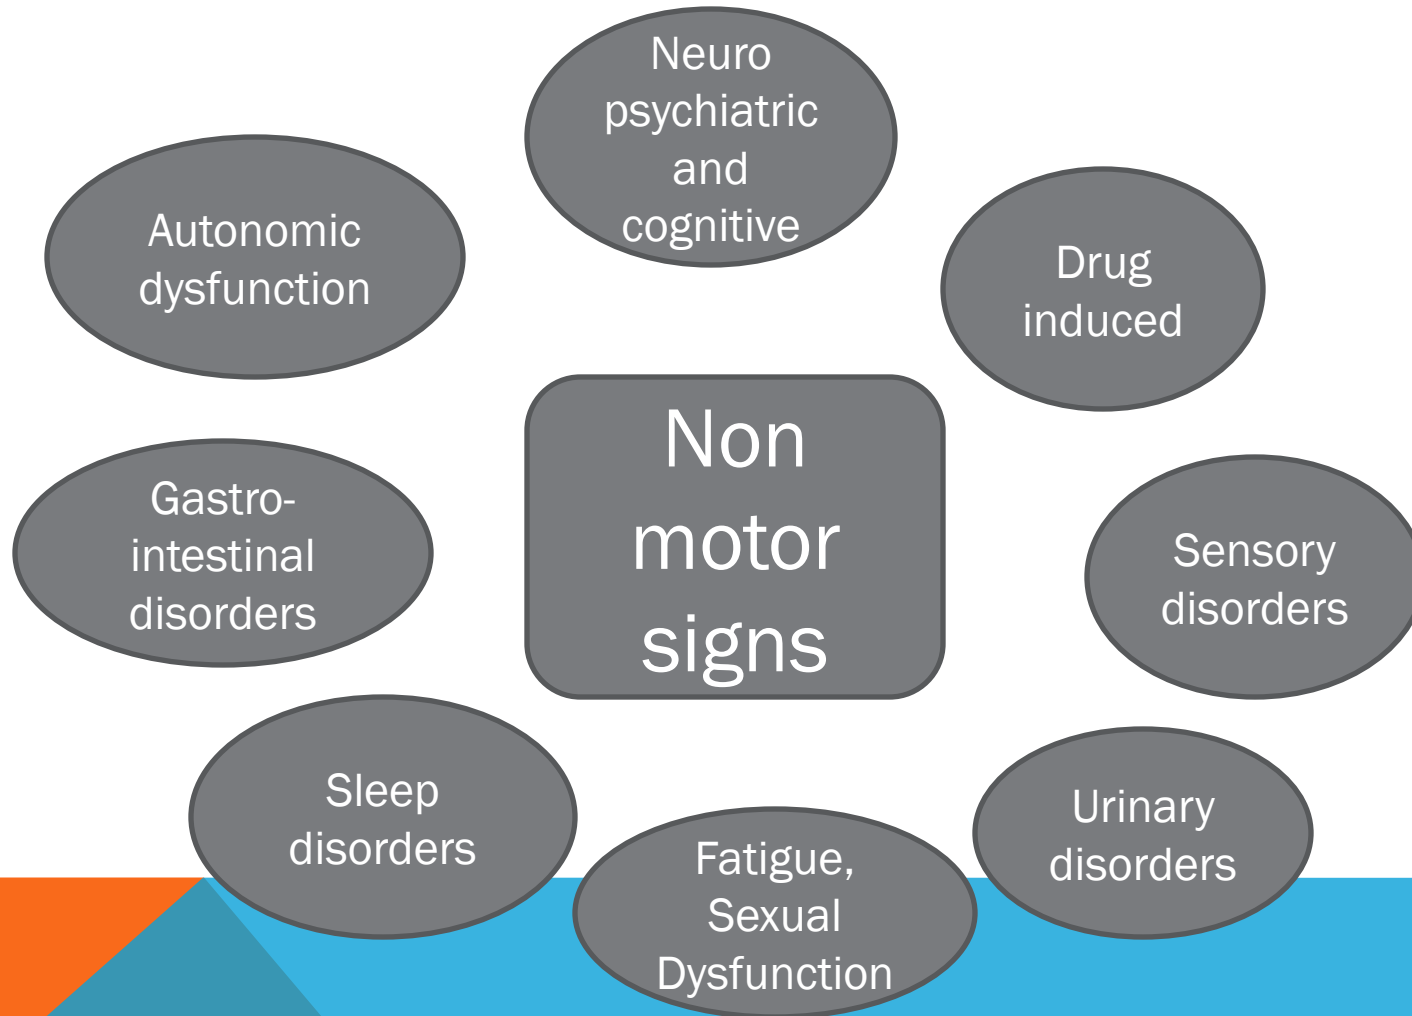 Neuro
psychiatric
and
cognitive
Autonomic
dysfunction
Drug
induced
Non
motor
signs
Gastro-
intestinal
disorders
Sensory
disorders
Sleep
disorders
Urinary
disorders
Fatigue,
Sexual
Dysfunction